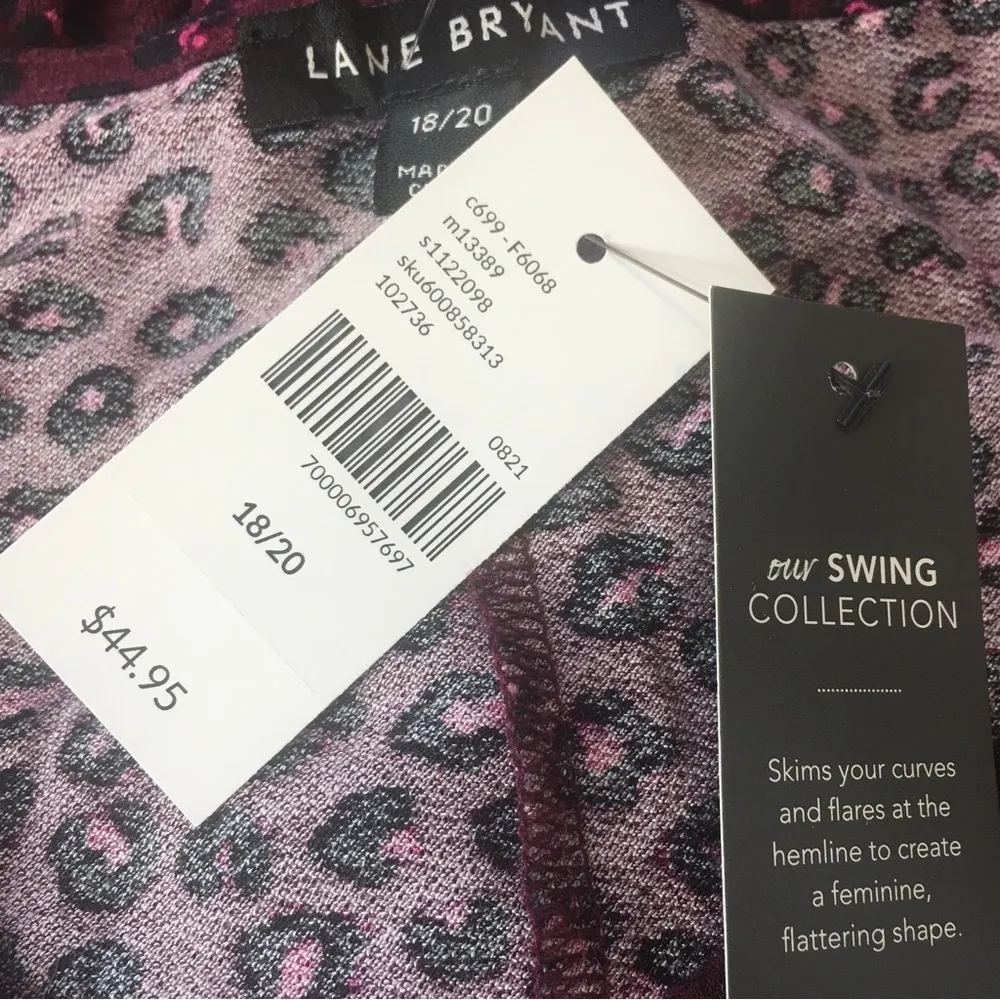 LANE BRYANT
18/20
c699-F6068
m13389
s1122098
sku600858313
102736
0821
700006957697
18/20
$44.95
our SWING
COLLECTION
Skims your curves
and flares at the
hemline to create
a feminine,
flattering shape.